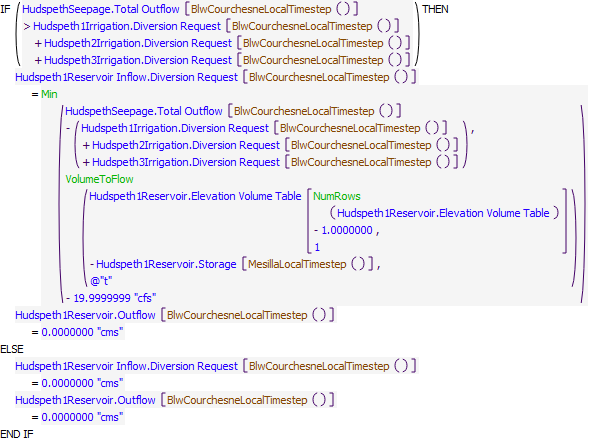 IF ( HudspethSeepage.Total Outflow [BlwCourchesneLocalTimestep ( )] ) THEN
> Hudspeth1Irrigation.Diversion Request [BlwCourchesneLocalTimestep ( )]
+ Hudspeth2Irrigation.Diversion Request [BlwCourchesneLocalTimestep ( )]
+ Hudspeth3Irrigation.Diversion Request [BlwCourchesneLocalTimestep ( )]
Hudspeth1Reservoir Inflow.Diversion Request [BlwCourchesneLocalTimestep ( )]
= Min
( HudspethSeepage.Total Outflow [BlwCourchesneLocalTimestep ( )]
- ( Hudspeth1Irrigation.Diversion Request [BlwCourchesneLocalTimestep ( )] ) ,
+ Hudspeth2Irrigation.Diversion Request [BlwCourchesneLocalTimestep ( )]
+ Hudspeth3Irrigation.Diversion Request [BlwCourchesneLocalTimestep ( )]
VolumeToFlow
( Hudspeth1Reservoir.Elevation Volume Table [ NumRows
( Hudspeth1Reservoir.Elevation Volume Table )
- 1.0000000 ,
1 ]
- Hudspeth1Reservoir.Storage [MesillaLocalTimestep ( )] ,
@"t" )
- 19.9999999 "cfs" )
Hudspeth1Reservoir.Outflow [BlwCourchesneLocalTimestep ( )]
= 0.0000000 "cms"
ELSE
Hudspeth1Reservoir Inflow.Diversion Request [BlwCourchesneLocalTimestep ( )]
= 0.0000000 "cms"
Hudspeth1Reservoir.Outflow [BlwCourchesneLocalTimestep ( )]
= 0.0000000 "cms"
END IF